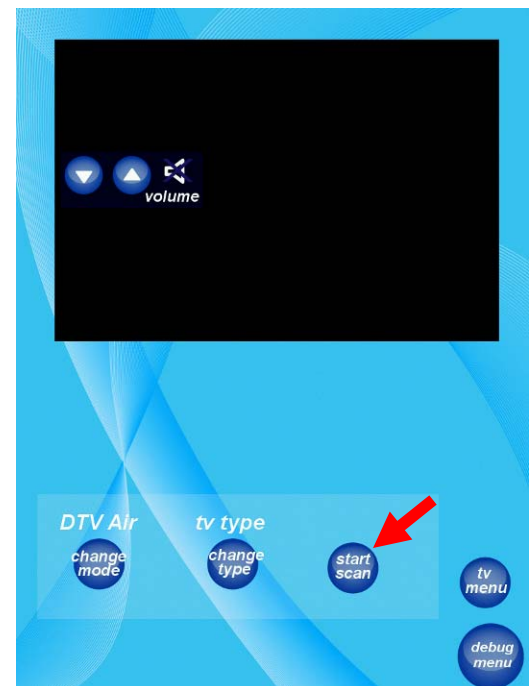 volume
DTV Air
tv type
change
mode
change
type
start
scan
tv
menu
debug
menu